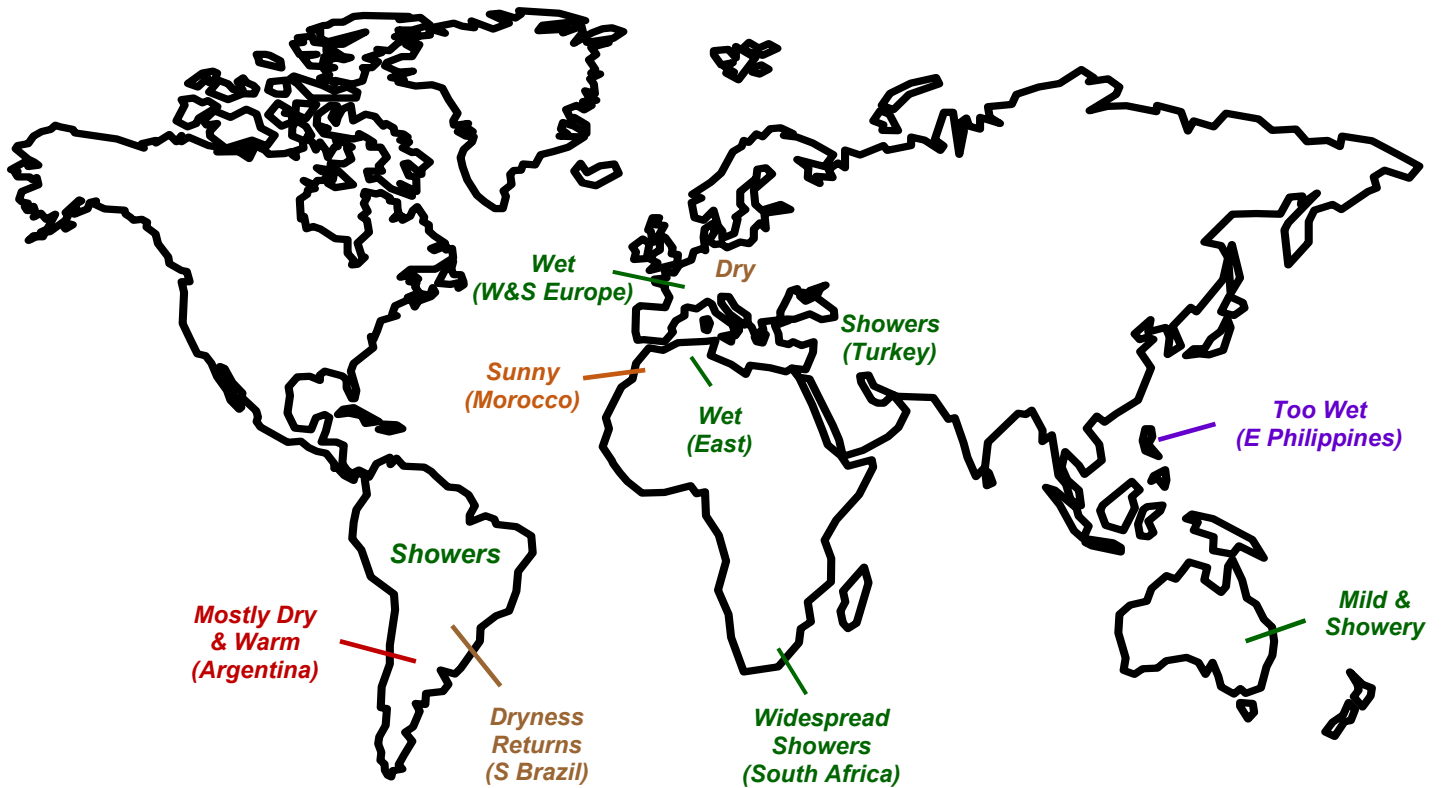 Wet
(W&S Europe)
Dry
Showers
(Turkey)
Sunny
(Morocco)
Wet
(East)
Too Wet
(E Philippines)
Showers
Mostly Dry
& Warm
(Argentina)
Mild &
Showery
Dryness
Returns
(S Brazil)
Widespread
Showers
(South Africa)